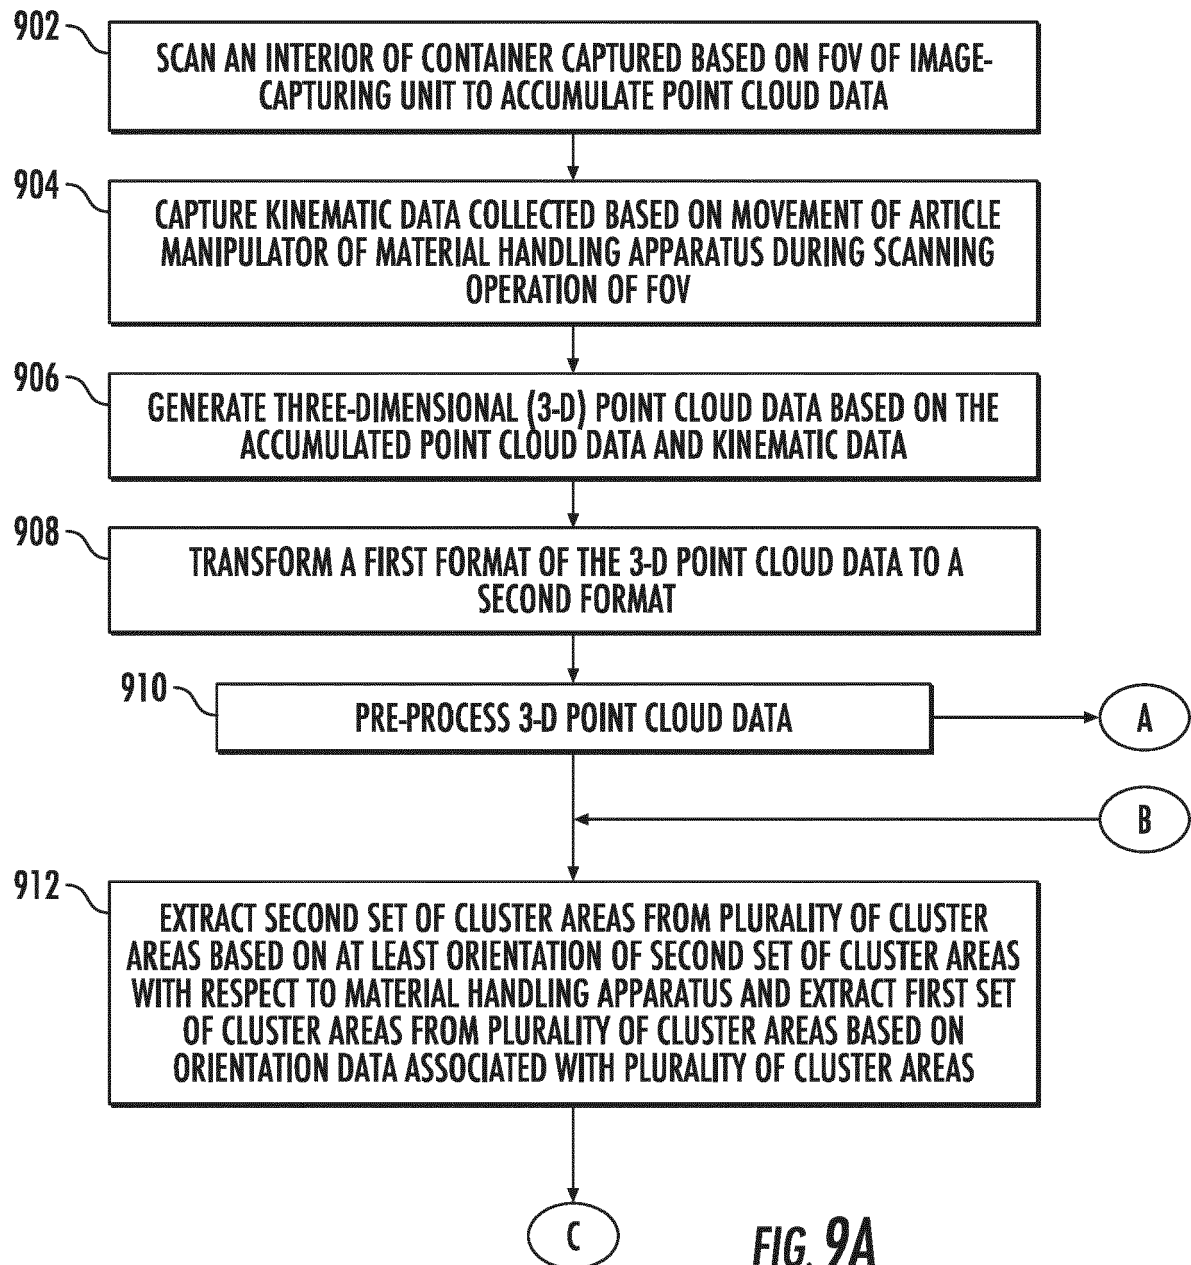 902
SCAN AN INTERIOR OF CONTAINER CAPTURED BASED ON FOV OF IMAGE-
CAPTURING UNIT TO ACCUMULATE POINT CLOUD DATA
904
CAPTURE KINEMATIC DATA COLLECTED BASED ON MOVEMENT OF ARTICLE
MANIPULATOR OF MATERIAL HANDLING APPARATUS DURING SCANNING
OPERATION OF FOV
906
GENERATE THREE-DIMENSIONAL (3-D) POINT CLOUD DATA BASED ON THE
ACCUMULATED POINT CLOUD DATA AND KINEMATIC DATA
908
TRANSFORM A FIRST FORMAT OF THE 3-D POINT CLOUD DATA TO A
SECOND FORMAT
910
PRE-PROCESS 3-D POINT CLOUD DATA
A
B
912
EXTRACT SECOND SET OF CLUSTER AREAS FROM PLURALITY OF CLUSTER
AREAS BASED ON AT LEAST ORIENTATION OF SECOND SET OF CLUSTER AREAS
WITH RESPECT TO MATERIAL HANDLING APPARATUS AND EXTRACT FIRST SET
OF CLUSTER AREAS FROM PLURALITY OF CLUSTER AREAS BASED ON
ORIENTATION DATA ASSOCIATED WITH PLURALITY OF CLUSTER AREAS
C
FIG. 9A